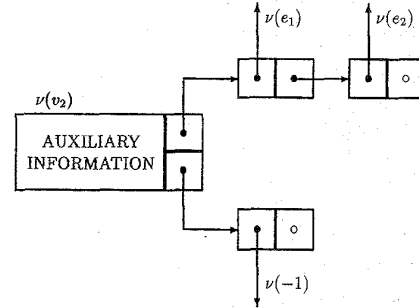 ν(e₁)
ν(e₂)
ν(v₂)
AUXILIARY
INFORMATION
ν(-1)